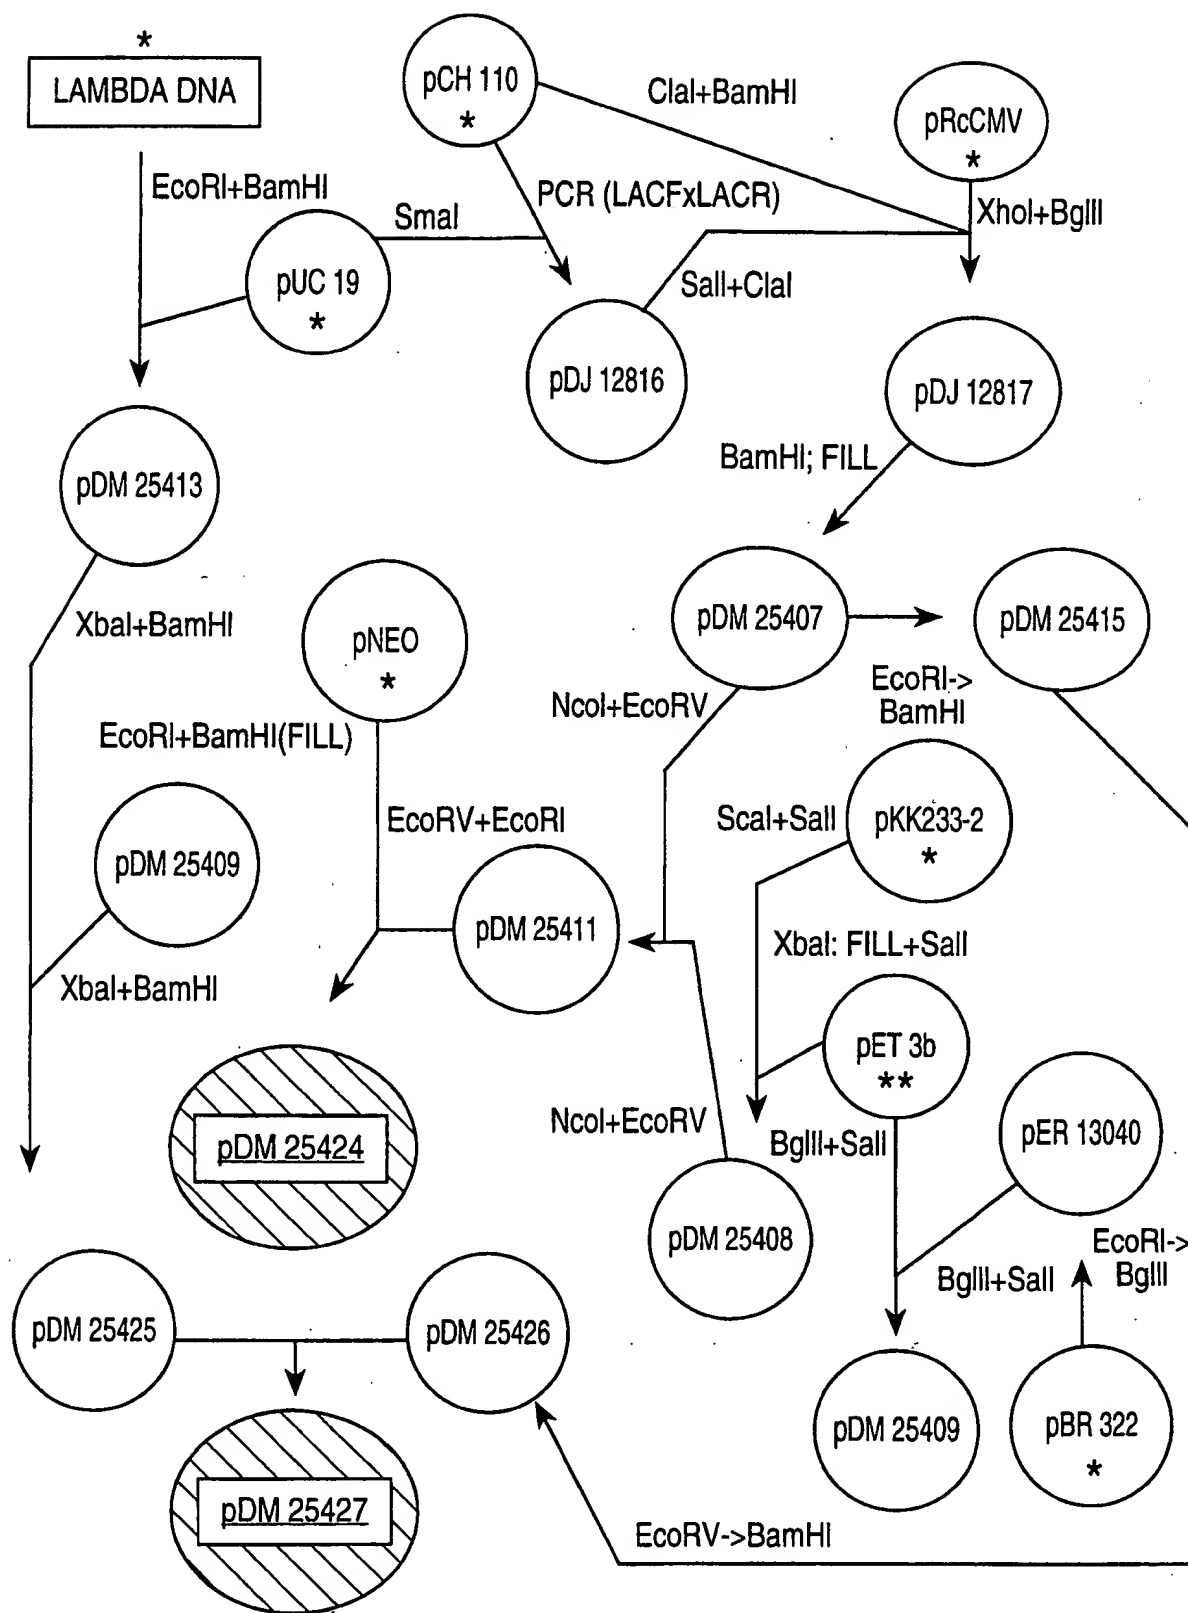 *
LAMBDA DNA
pCH 110
*
ClaI+BamHI
pRcCMV
*
EcoRI+BamHI
PCR (LACFxLACR)
SmaI
XhoI+BglII
pUC 19
*
SalI+ClaI
pDJ 12816
pDJ 12817
BamHI; FILL
pDM 25413
XbaI+BamHI
pNEO
*
pDM 25407
pDM 25415
NcoI+EcoRV
EcoRI->
BamHI
EcoRI+BamHI(FILL)
EcoRV+EcoRI
ScaI+SalI
pKK233-2
*
pDM 25409
pDM 25411
XbaI: FILL+SalI
XbaI+BamHI
pET 3b
**
pDM 25424
NcoI+EcoRV
BglII+SalI
pER 13040
pDM 25408
EcoRI->
BglII
BglII+SalI
pDM 25425
pDM 25426
pDM 25409
pBR 322
*
pDM 25427
EcoRV->BamHI